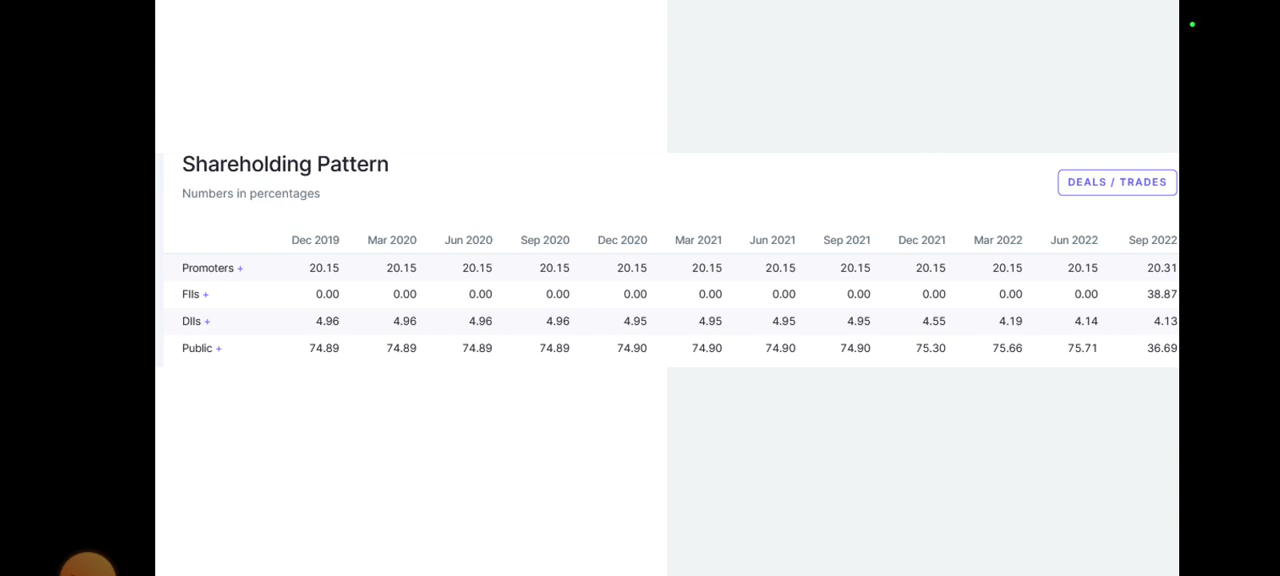 Shareholding Pattern
Numbers in percentages
DEALS / TRADES
Dec 2019 Mar 2020 Jun 2020 Sep 2020 Dec 2020 Mar 2021 Jun 2021 Sep 2021 Dec 2021 Mar 2022 Jun 2022 Sep 2022
Promoters + 20.15 20.15 20.15 20.15 20.15 20.15 20.15 20.15 20.15 20.15 20.15 20.31
FIIs + 0.00 0.00 0.00 0.00 0.00 0.00 0.00 0.00 0.00 0.00 0.00 38.87
DIIs + 4.96 4.96 4.96 4.96 4.95 4.95 4.95 4.95 4.55 4.19 4.14 4.13
Public + 74.89 74.89 74.89 74.89 74.90 74.90 74.90 74.90 75.30 75.66 75.71 36.69